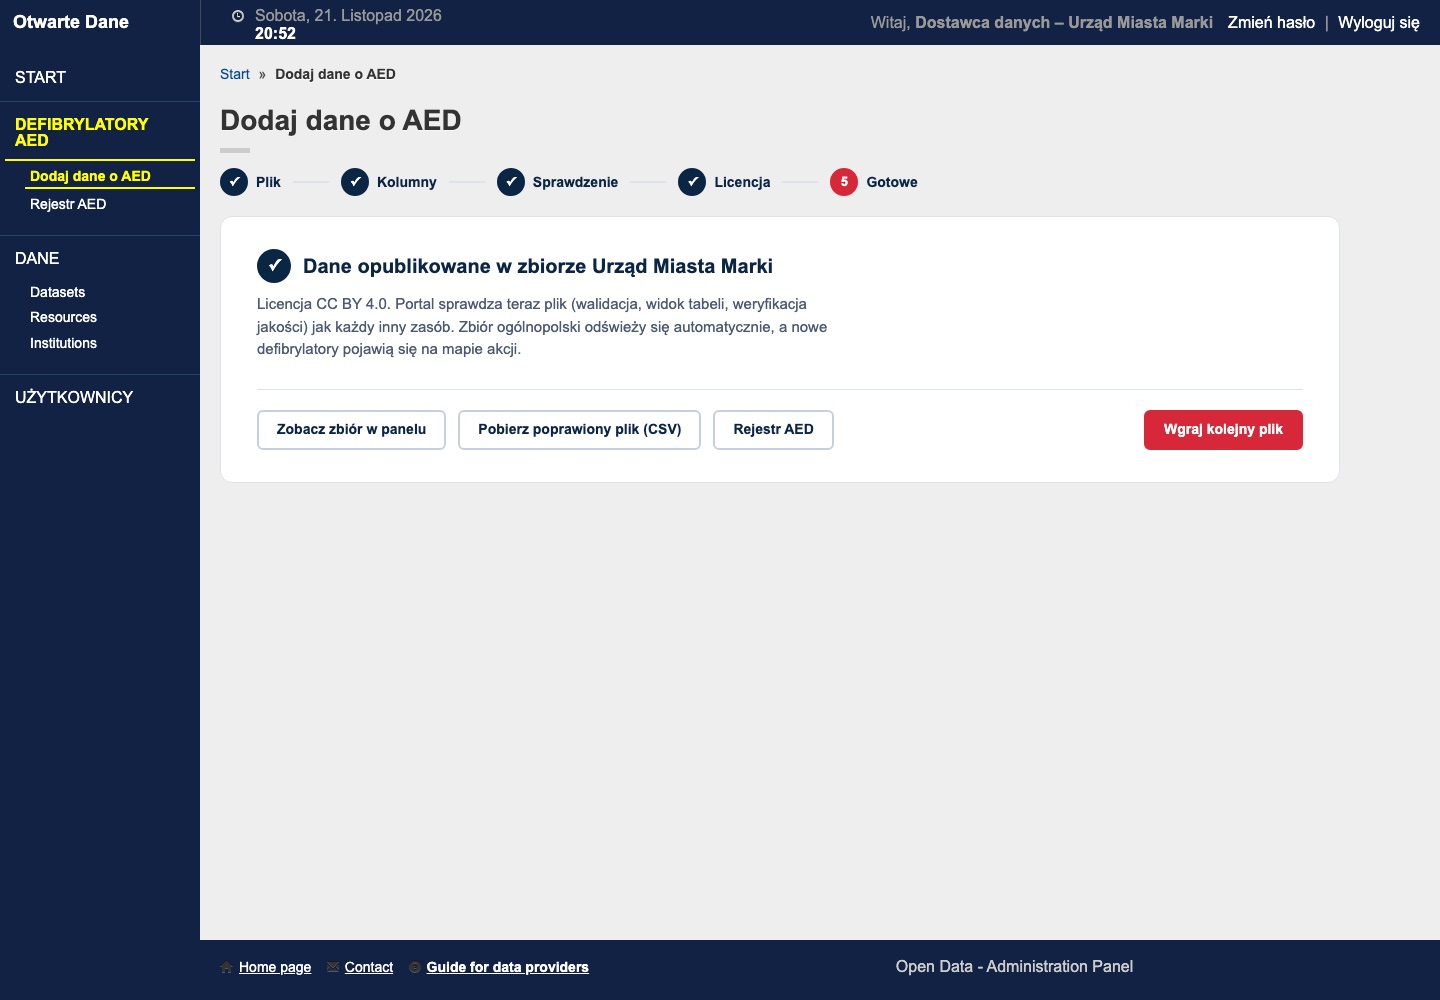 Otwarte Dane
Sobota, 21. Listopad 2026
20:52
Witaj, Dostawca danych – Urząd Miasta Marki Zmień hasło | Wyloguj się
START
DEFIBRYLATORY
AED
Dodaj dane o AED
Rejestr AED
DANE
Datasets
Resources
Institutions
UŻYTKOWNICY
Start » Dodaj dane o AED
Dodaj dane o AED
✔ Plik ✔ Kolumny ✔ Sprawdzenie ✔ Licencja 5 Gotowe
✔ Dane opublikowane w zbiorze Urząd Miasta Marki
Licencja CC BY 4.0. Portal sprawdza teraz plik (walidacja, widok tabeli, weryfikacja
jakości) jak każdy inny zasób. Zbiór ogólnopolski odświeży się automatycznie, a nowe
defibrylatory pojawią się na mapie akcji.
Zobacz zbiór w panelu Pobierz poprawiony plik (CSV) Rejestr AED Wgraj kolejny plik
Home page Contact Guide for data providers Open Data - Administration Panel